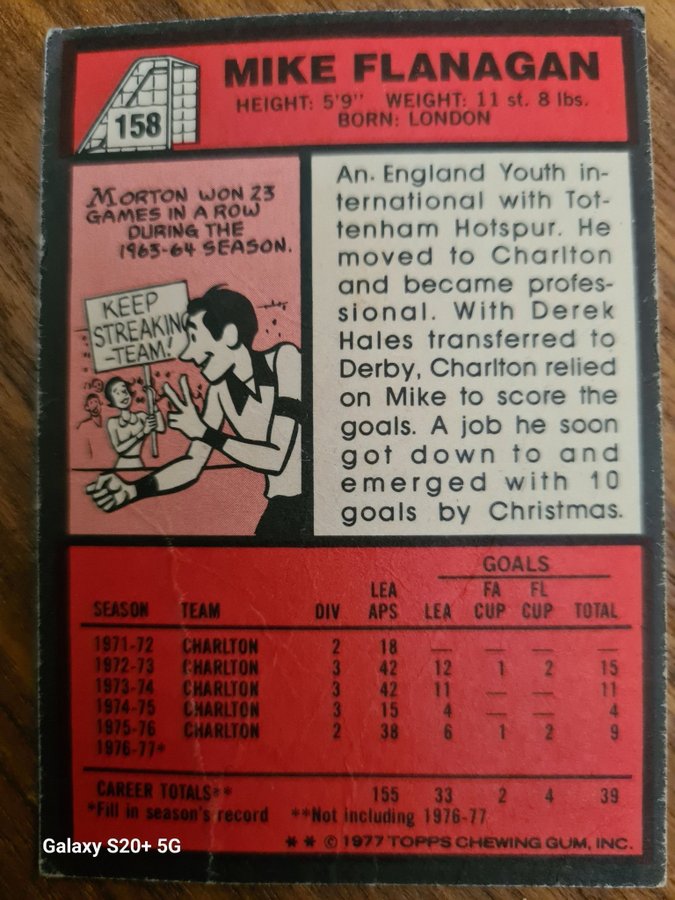 158
MIKE FLANAGAN
HEIGHT: 5'9" WEIGHT: 11 st. 8 lbs.
BORN: LONDON
MORTON WON 23
GAMES IN A ROW
DURING THE
1963-64 SEASON.
KEEP
STREAKING
-TEAM!
An England Youth in-
ternational with Tot-
tenham Hotspur. He
moved to Charlton
and became profes-
sional. With Derek
Hales transferred to
Derby, Charlton relied
on Mike to score the
goals. A job he soon
got down to and
emerged with 10
goals by Christmas.
GOALS
SEASON TEAM DIV LEA APS LEA FA CUP FL CUP TOTAL
1971-72 CHARLTON 2 18 — — — —
1972-73 CHARLTON 3 42 12 1 2 15
1973-74 CHARLTON 3 42 11 — — 11
1974-75 CHARLTON 3 15 4 — — 4
1875-76 CHARLTON 2 38 6 1 2 9
1976-77*
CAREER TOTALS** 155 33 2 4 39
*Fill in season's record **Not including 1976-77
** © 1977 TOPPS CHEWING GUM, INC.
Galaxy S20+ 5G